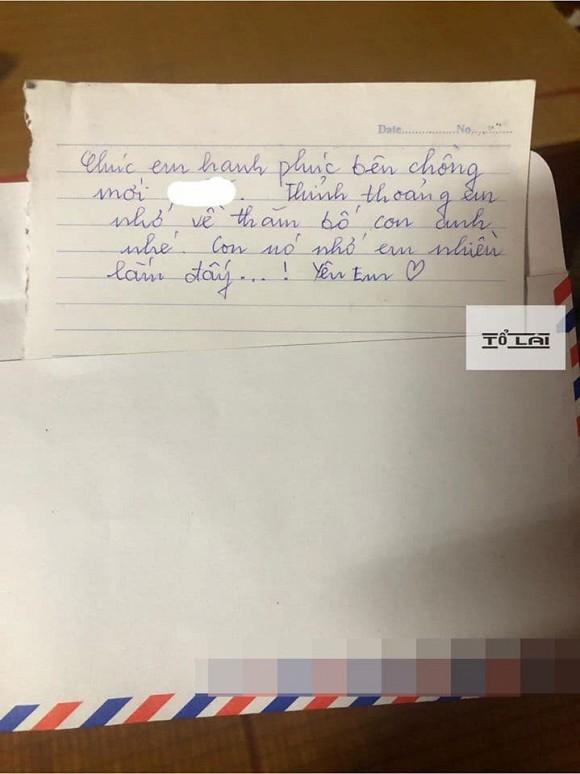 Date..................No.........
Chúc em hanh phúc bên chồng
mới . Thỉnh thoảng em
nhớ về thăm bố con anh
nhé. Con nó nhớ em nhiều
lắm đấy...! Yêu Em ♡
TỔ LÁI